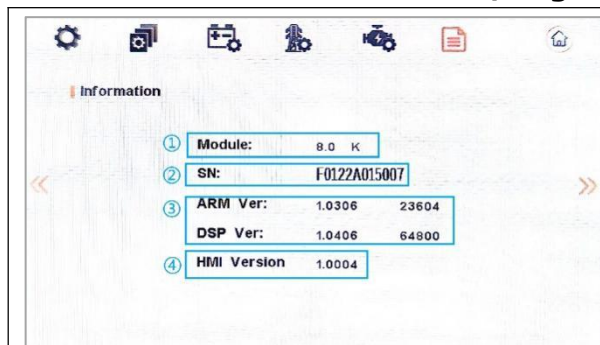 Information
① Module: 8.0 K
② SN: F0122A015007
③ ARM Ver: 1.0306 23604
DSP Ver: 1.0406 64800
④ HMI Version 1.0004